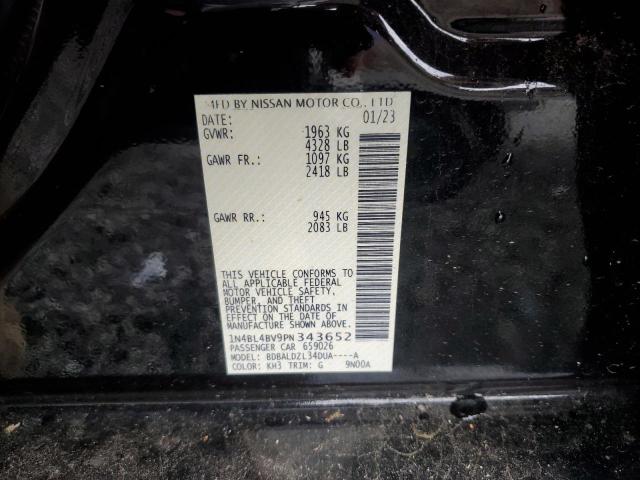 MFD BY NISSAN MOTOR CO., LTD
DATE: 01/23
GVWR: 1963 KG
4328 LB
GAWR FR.: 1097 KG
2418 LB
GAWR RR.: 945 KG
2083 LB
THIS VEHICLE CONFORMS TO
ALL APPLICABLE FEDERAL
MOTOR VEHICLE SAFETY,
BUMPER, AND THEFT
PREVENTION STANDARDS IN
EFFECT ON THE DATE OF
MANUFACTURE SHOWN ABOVE.
1N4BL4BV9PN343652
PASSENGER CAR 659026
MODEL: BDBALDZL34DUA----A
COLOR: KH3 TRIM: G 9N00A